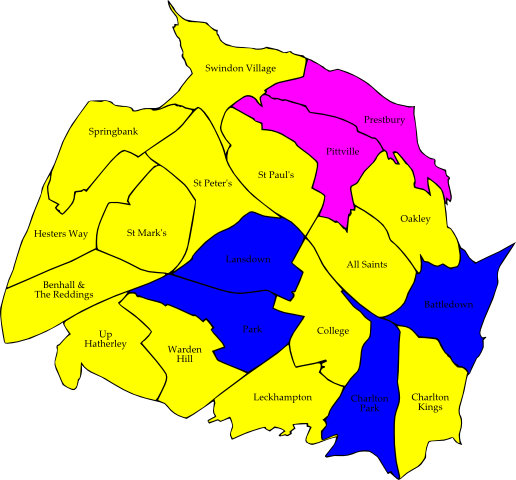 Swindon Village
Prestbury
Springbank
Pittville
St Paul's
St Peter's
Oakley
Hesters Way
St Mark's
Lansdown
All Saints
Benhall &
The Reddings
Battledown
Park
College
Up
Hatherley
Warden
Hill
Leckhampton
Charlton
Park
Charlton
Kings